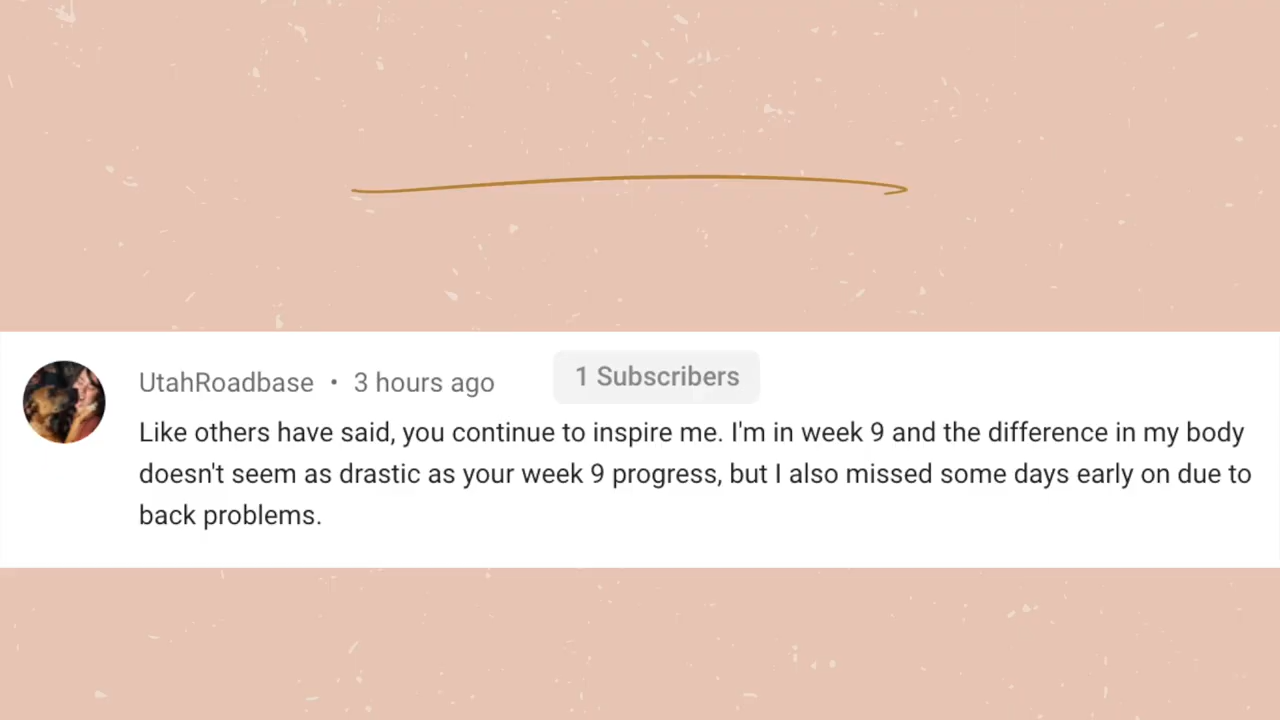 UtahRoadbase • 3 hours ago 1 Subscribers
Like others have said, you continue to inspire me. I'm in week 9 and the difference in my body
doesn't seem as drastic as your week 9 progress, but I also missed some days early on due to
back problems.